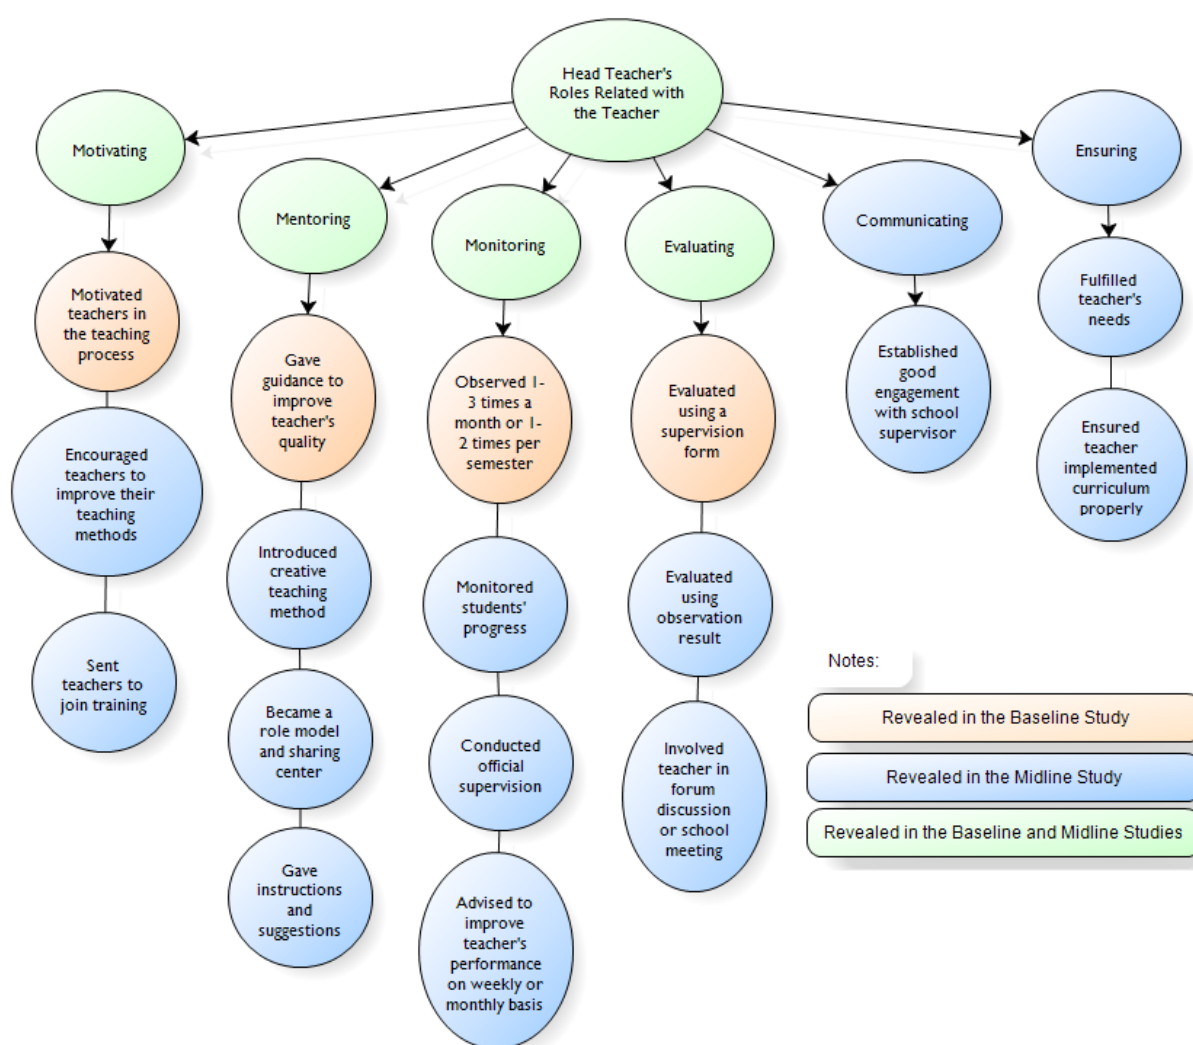 Head Teacher's
Roles Related with
the Teacher
Motivating
Mentoring
Monitoring
Evaluating
Communicating
Ensuring
Motivated
teachers in
the teaching
process
Encouraged
teachers to
improve their
teaching
methods
Sent
teachers to
join training
Gave
guidance to
improve
teacher's
quality
Introduced
creative
teaching
method
Became a
role model
and sharing
center
Gave
instructions
and
suggestions
Observed 1-
3 times a
month or 1-
2 times per
semester
Monitored
students'
progress
Conducted
official
supervision
Advised to
improve
teacher's
performance
on weekly or
monthly basis
Evaluated
using a
supervision
form
Evaluated
using
observation
result
Involved
teacher in
forum
discussion
or school
meeting
Established
good
engagement
with school
supervisor
Fulfilled
teacher's
needs
Ensured
teacher
implemented
curriculum
properly
Notes:
Revealed in the Baseline Study
Revealed in the Midline Study
Revealed in the Baseline and Midline Studies